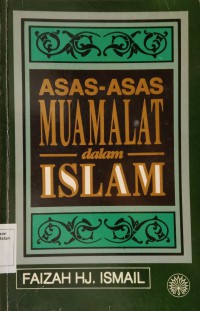 ASAS-ASAS
MUAMALAT
dalam
ISLAM
FAIZAH HJ. ISMAIL